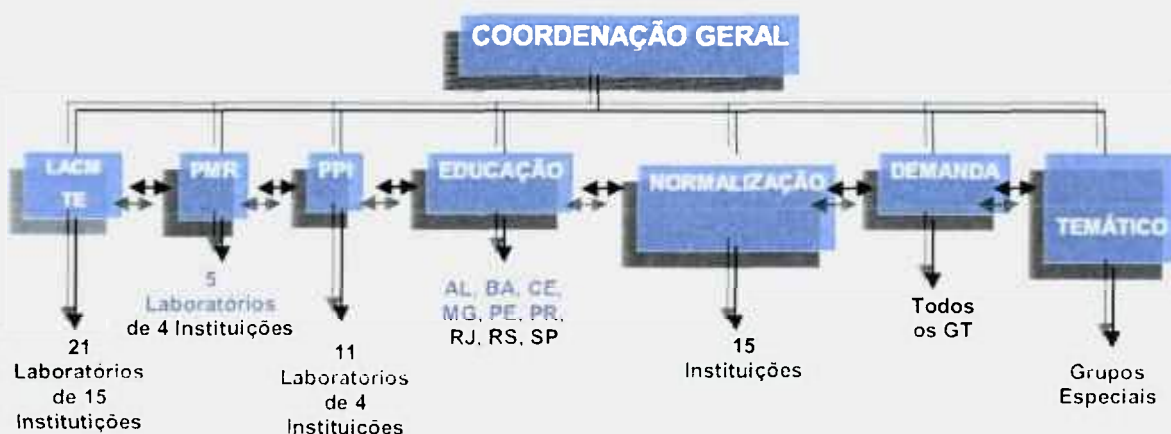 COORDENAÇÃO GERAL
LACM
TE
PMR
PPI
EDUCAÇÃO
NORMALIZAÇÃO
DEMANDA
TEMÁTICO
21
Laboratórios
de 15
Institutições
5
Laboratórios
de 4 Instituições
11
Laboratórios
de 4
Instituições
AL, BA, CE,
MG, PE, PR,
RJ, RS, SP
15
Instituições
Todos
os GT
Grupos
Especiais